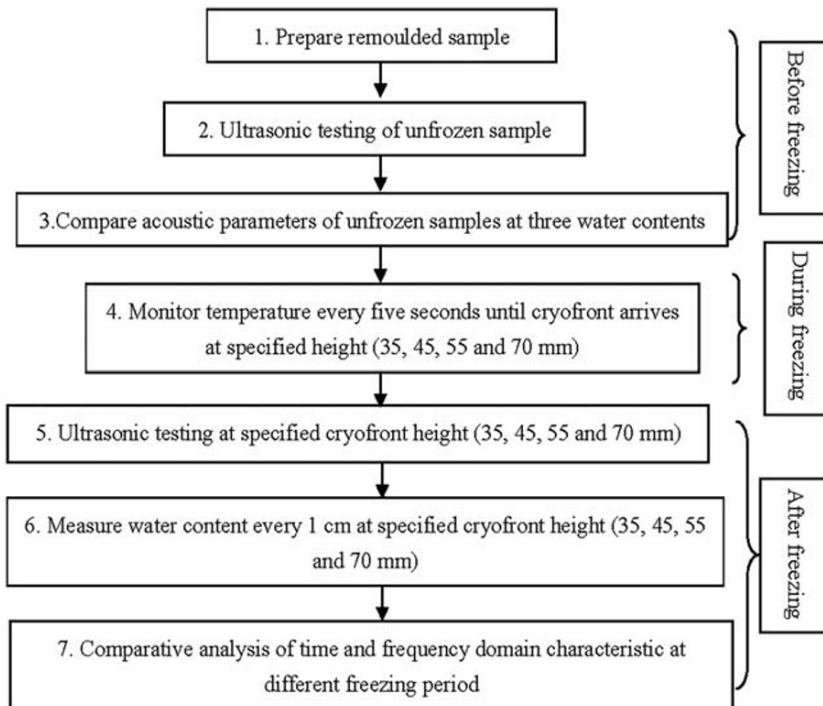 1. Prepare remoulded sample
2. Ultrasonic testing of unfrozen sample
3.Compare acoustic parameters of unfrozen samples at three water contents
Before freezing
4. Monitor temperature every five seconds until cryofront arrives
at specified height (35, 45, 55 and 70 mm)
During freezing
5. Ultrasonic testing at specified cryofront height (35, 45, 55 and 70 mm)
6. Measure water content every 1 cm at specified cryofront height (35, 45, 55
and 70 mm)
7. Comparative analysis of time and frequency domain characteristic at
different freezing period
After freezing